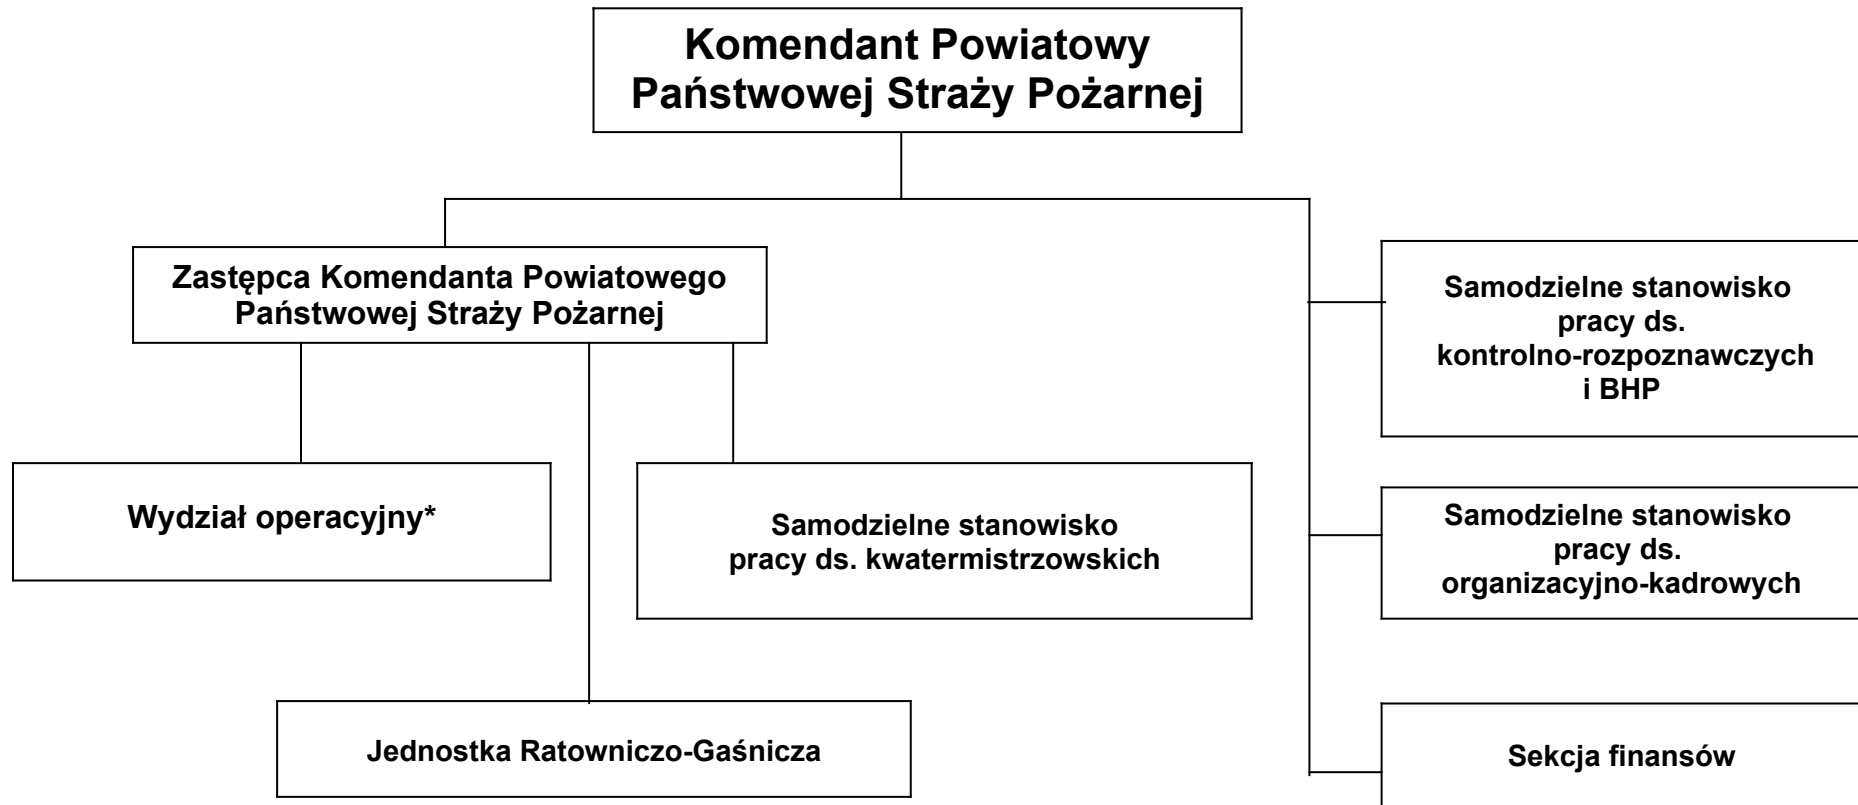 Komendant Powiatowy
Państwowej Straży Pożarnej
Zastępca Komendanta Powiatowego
Państwowej Straży Pożarnej
Samodzielne stanowisko
pracy ds.
kontrolno-rozpoznawczych
i BHP
Wydział operacyjny*
Samodzielne stanowisko
pracy ds. kwatermistrzowskich
Samodzielne stanowisko
pracy ds.
organizacyjno-kadrowych
Jednostka Ratowniczo-Gaśnicza
Sekcja finansów